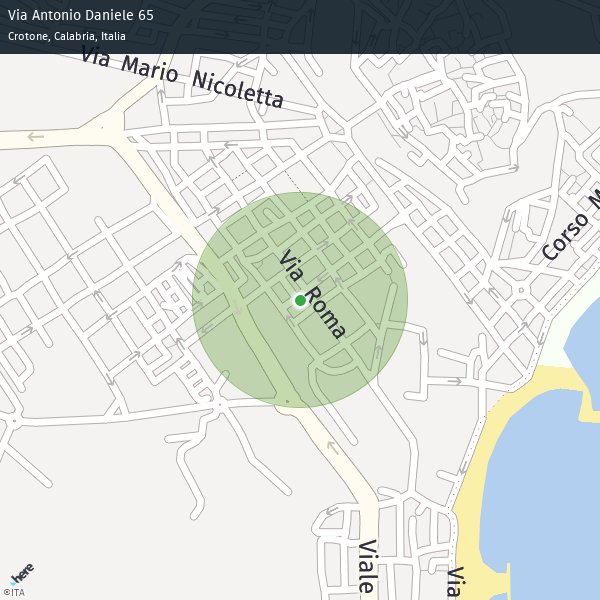 Via Antonio Daniele 65
Crotone, Calabria, Italia
Via Mario Nicoletta
Corso M
Via Roma
Viale
Via
here
©ITA